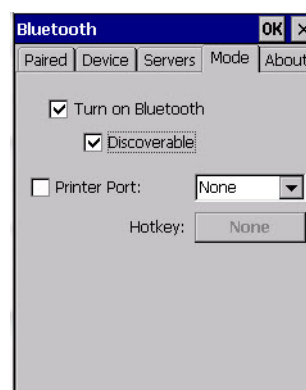 Bluetooth OK ×
Paired Device Servers Mode About
Turn on Bluetooth
Discoverable
Printer Port: None
Hotkey: None